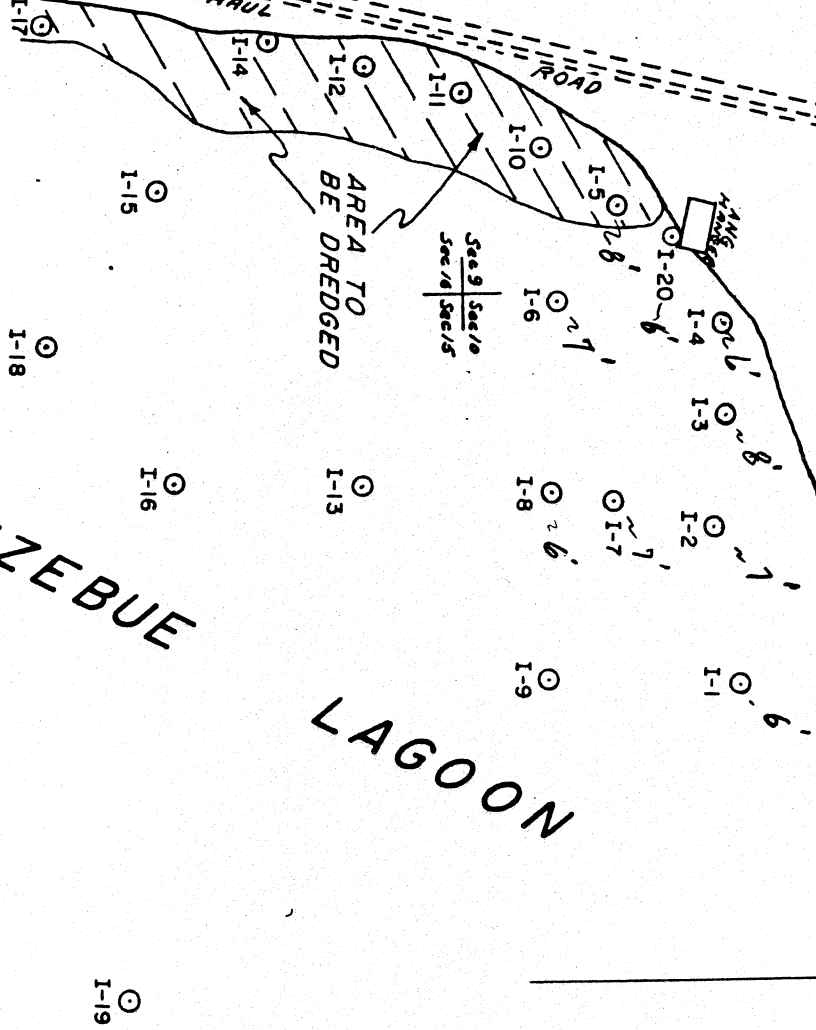 HAUL
ROAD
I-17
I-14
I-12
I-11
I-10
I-5
~8'
ANG
HANGER
I-20
~6'
I-4
~6'
I-3
~8'
I-2
~7'
I-1
~6'
I-6
~7'
I-7
~7'
I-8
~6'
I-9
I-13
I-15
I-16
I-18
I-19
AREA TO
BE DREDGED
Sec 9 Sec 10
Sec 16 Sec 15
ZEBUE
LAGOON